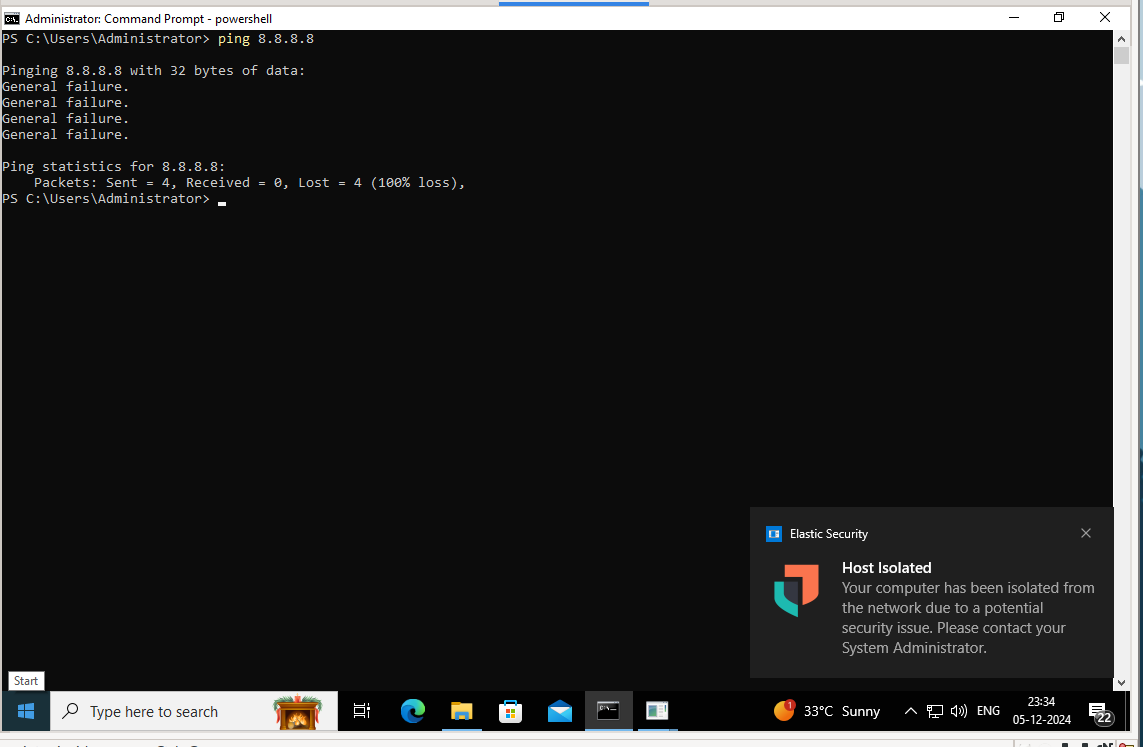 Administrator: Command Prompt - powershell
PS C:\Users\Administrator> ping 8.8.8.8
Pinging 8.8.8.8 with 32 bytes of data:
General failure.
General failure.
General failure.
General failure.
Ping statistics for 8.8.8.8:
    Packets: Sent = 4, Received = 0, Lost = 4 (100% loss),
PS C:\Users\Administrator>
Elastic Security
Host Isolated
Your computer has been isolated from
the network due to a potential
security issue. Please contact your
System Administrator.
Start
Type here to search
1
33°C Sunny
ENG
23:34
05-12-2024
22